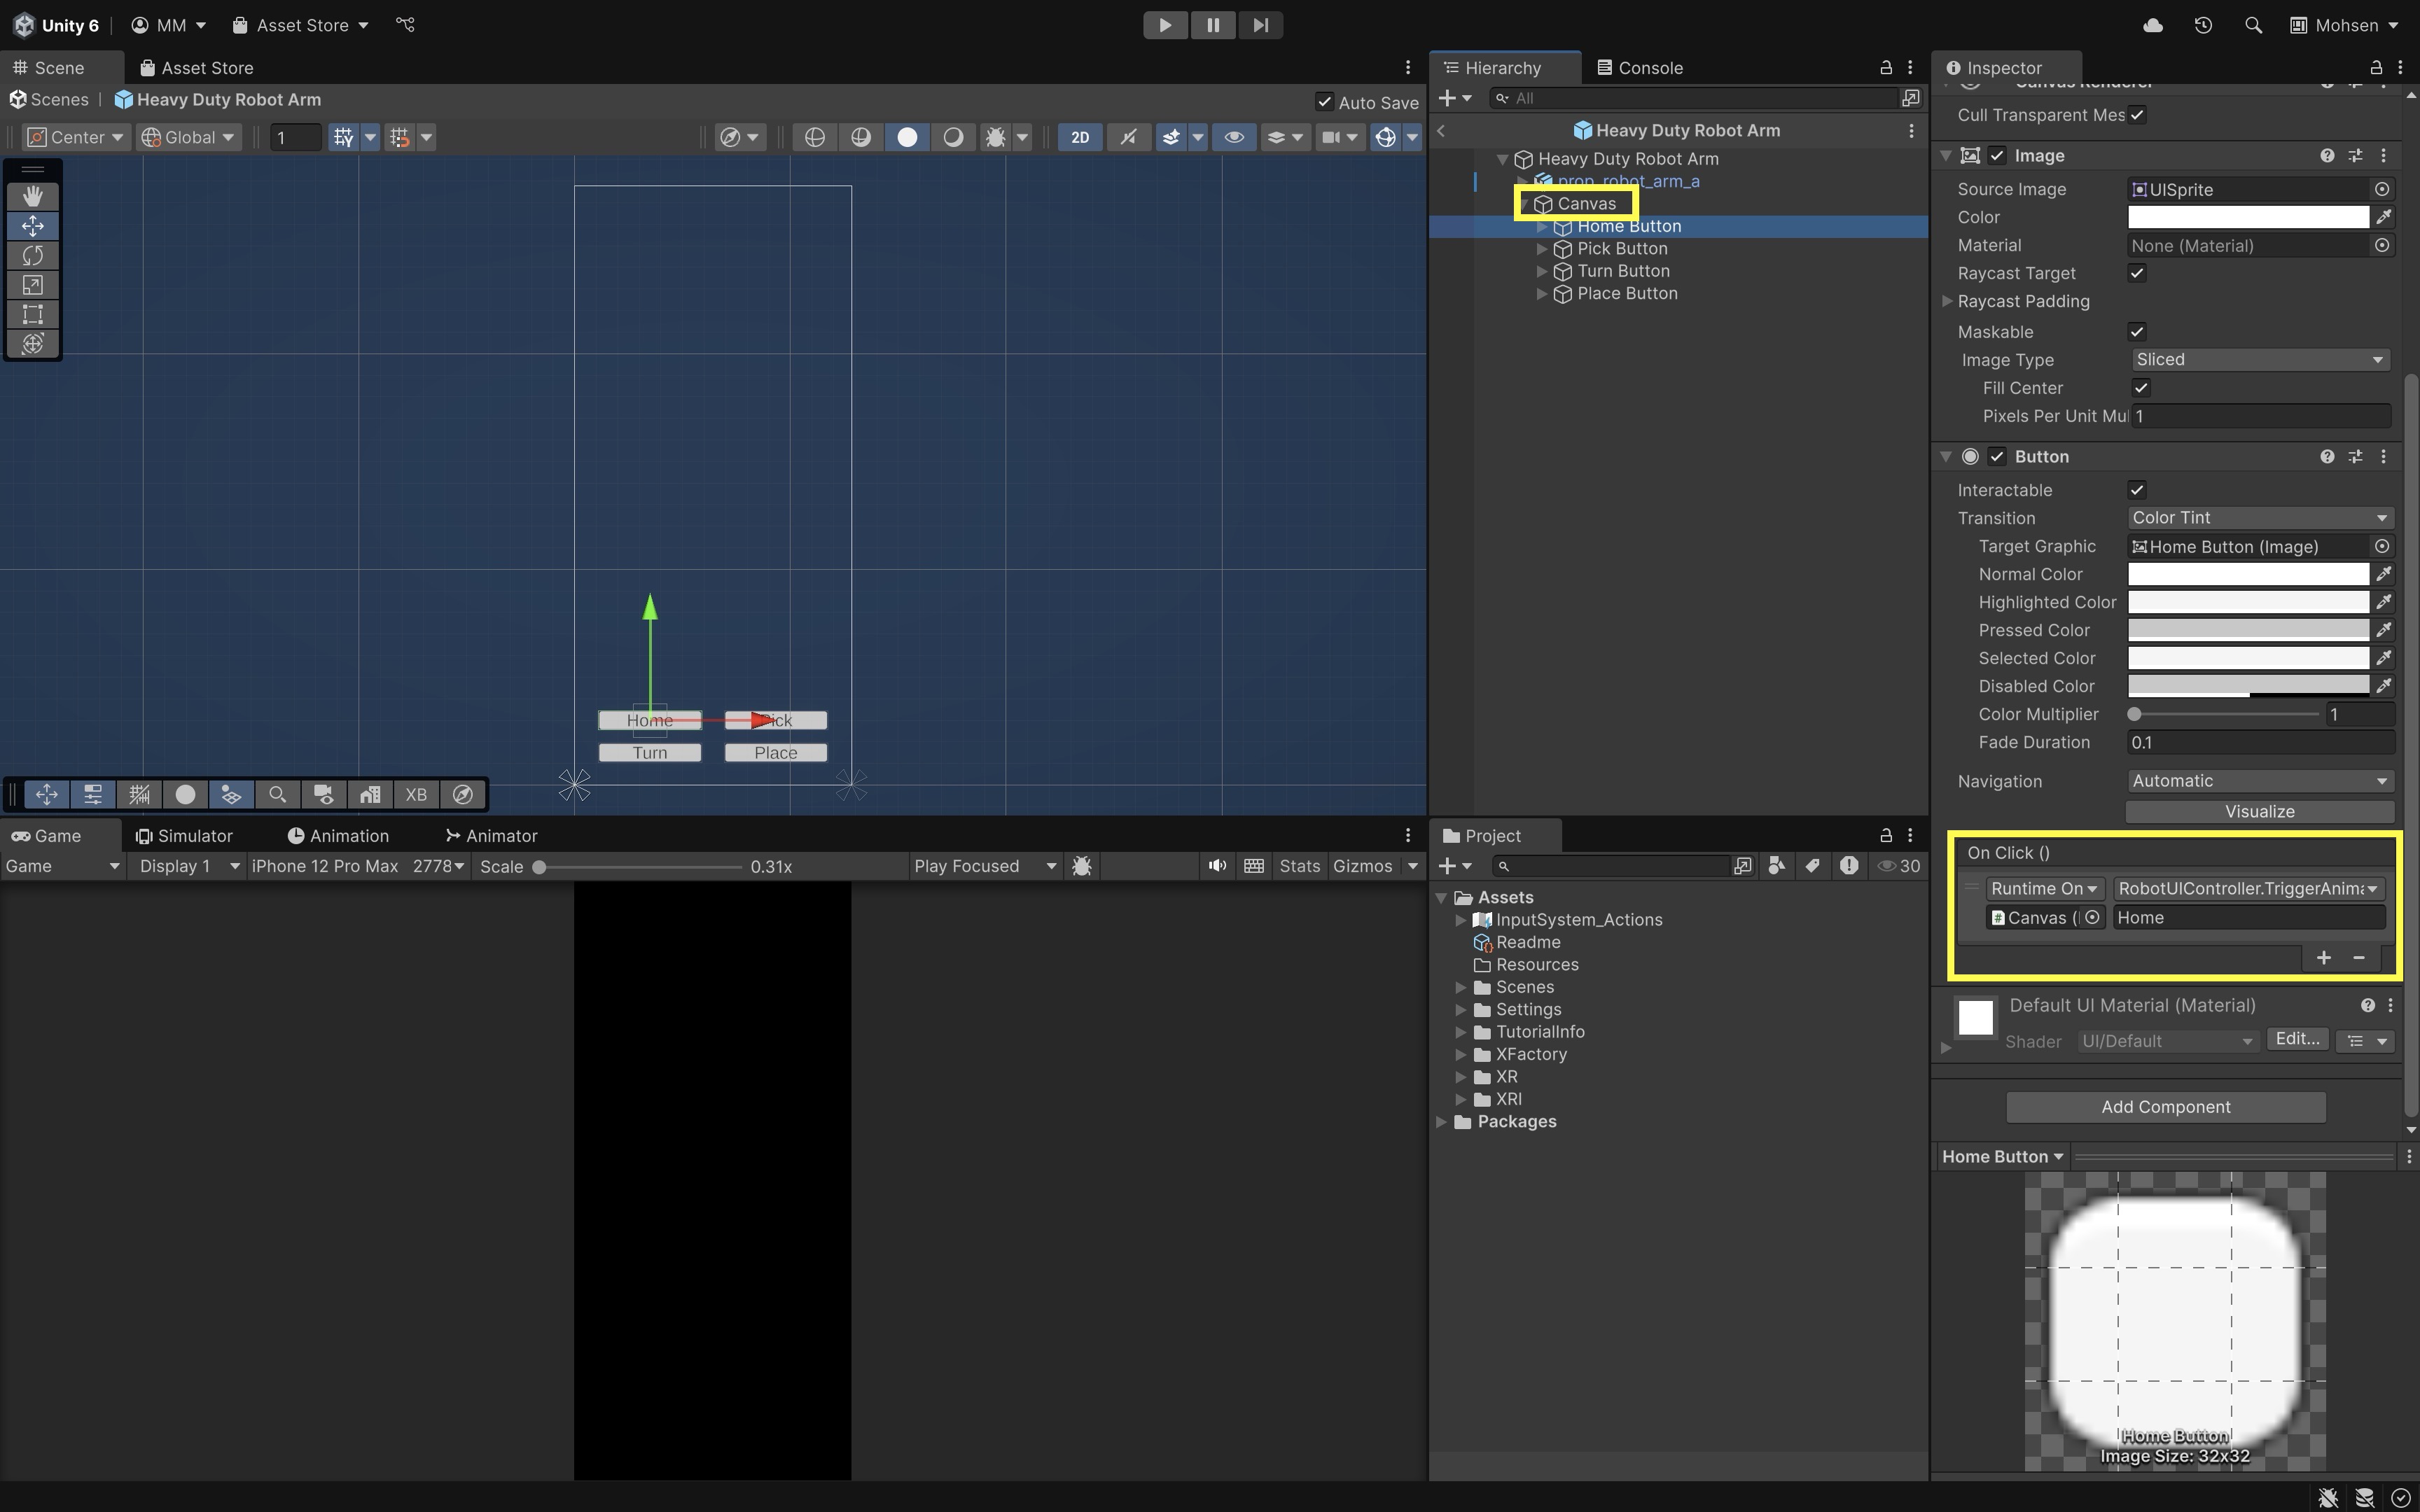 Unity 6 MM Asset Store Mohsen
Scene Asset Store
Scenes Heavy Duty Robot Arm Auto Save
Center Global 1 2D
Home Pick
Turn Place
XB
Hierarchy Console
All
Heavy Duty Robot Arm
Heavy Duty Robot Arm
prop_robot_arm_a
Canvas
Home Button
Pick Button
Turn Button
Place Button
Game Simulator Animation Animator
Game Display 1 iPhone 12 Pro Max 2778 Scale 0.31x Play Focused Stats Gizmos
Project
30
Assets
InputSystem_Actions
Readme
Resources
Scenes
Settings
TutorialInfo
XFactory
XR
XRI
Packages
Inspector
Cull Transparent Mes
Image
Source Image UISprite
Color
Material None (Material)
Raycast Target
Raycast Padding
Maskable
Image Type Sliced
Fill Center
Pixels Per Unit Mul 1
Button
Interactable
Transition Color Tint
Target Graphic Home Button (Image)
Normal Color
Highlighted Color
Pressed Color
Selected Color
Disabled Color
Color Multiplier 1
Fade Duration 0.1
Navigation Automatic
Visualize
On Click ()
Runtime On RobotUIController.TriggerAnima
Canvas ( Home
Default UI Material (Material)
Shader UI/Default Edit...
Add Component
Home Button
Home Button
Image Size: 32x32